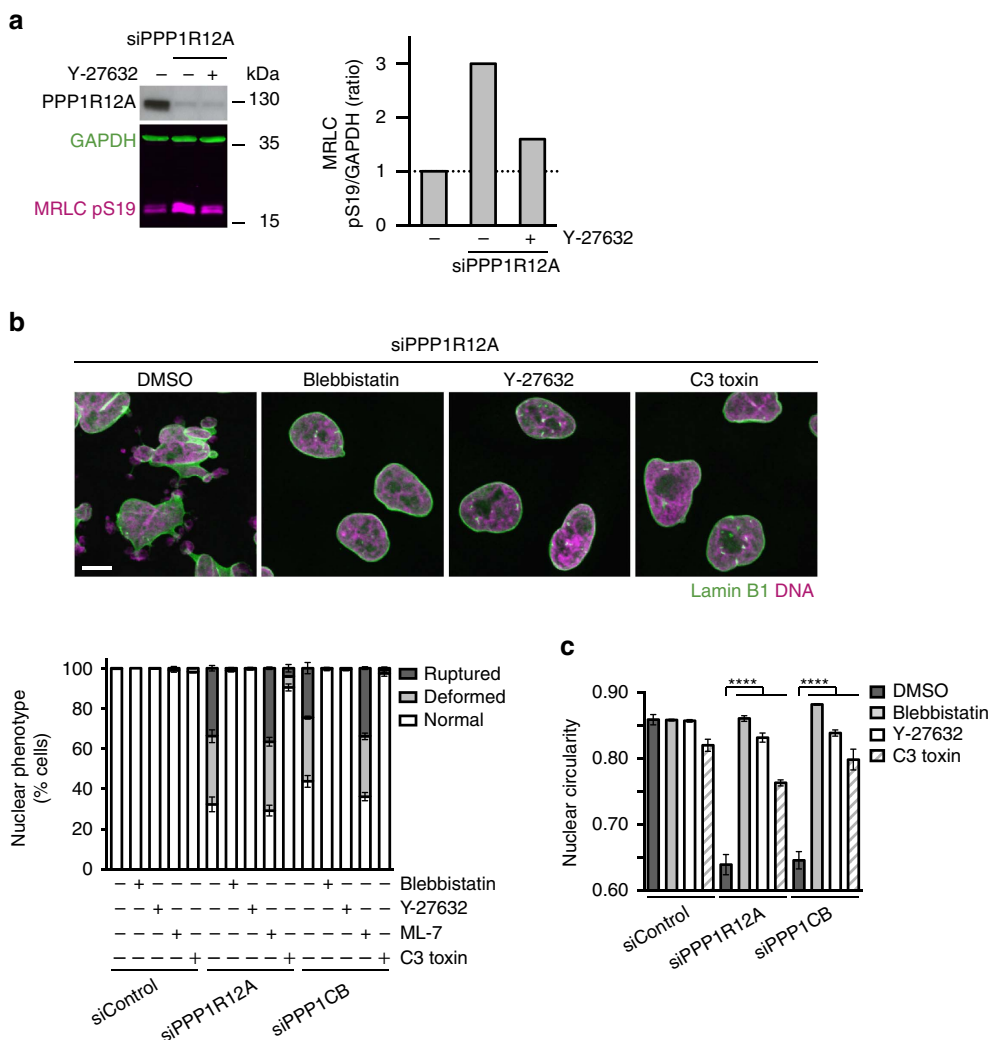 a
siPPP1R12A
Y-27632 – – + kDa
PPP1R12A 130
GAPDH 35
MRLC pS19 15
MRLC
pS19/GAPDH (ratio)
3
2
1
0
– – + Y-27632
siPPP1R12A
b
siPPP1R12A
DMSO Blebbistatin Y-27632 C3 toxin
Lamin B1 DNA
Nuclear phenotype
(% cells)
100
80
60
40
20
0
Ruptured
Deformed
Normal
– + – – – – + – – – – + – – – Blebbistatin
– – + – – – – + – – – – + – – Y-27632
– – – + – – – – + – – – – + – ML-7
– – – – + – – – – + – – – – + C3 toxin
siControl siPPP1R12A siPPP1CB
c
Nuclear circularity
0.90
0.80
0.70
0.60
**** ****
DMSO
Blebbistatin
Y-27632
C3 toxin
siControl siPPP1R12A siPPP1CB